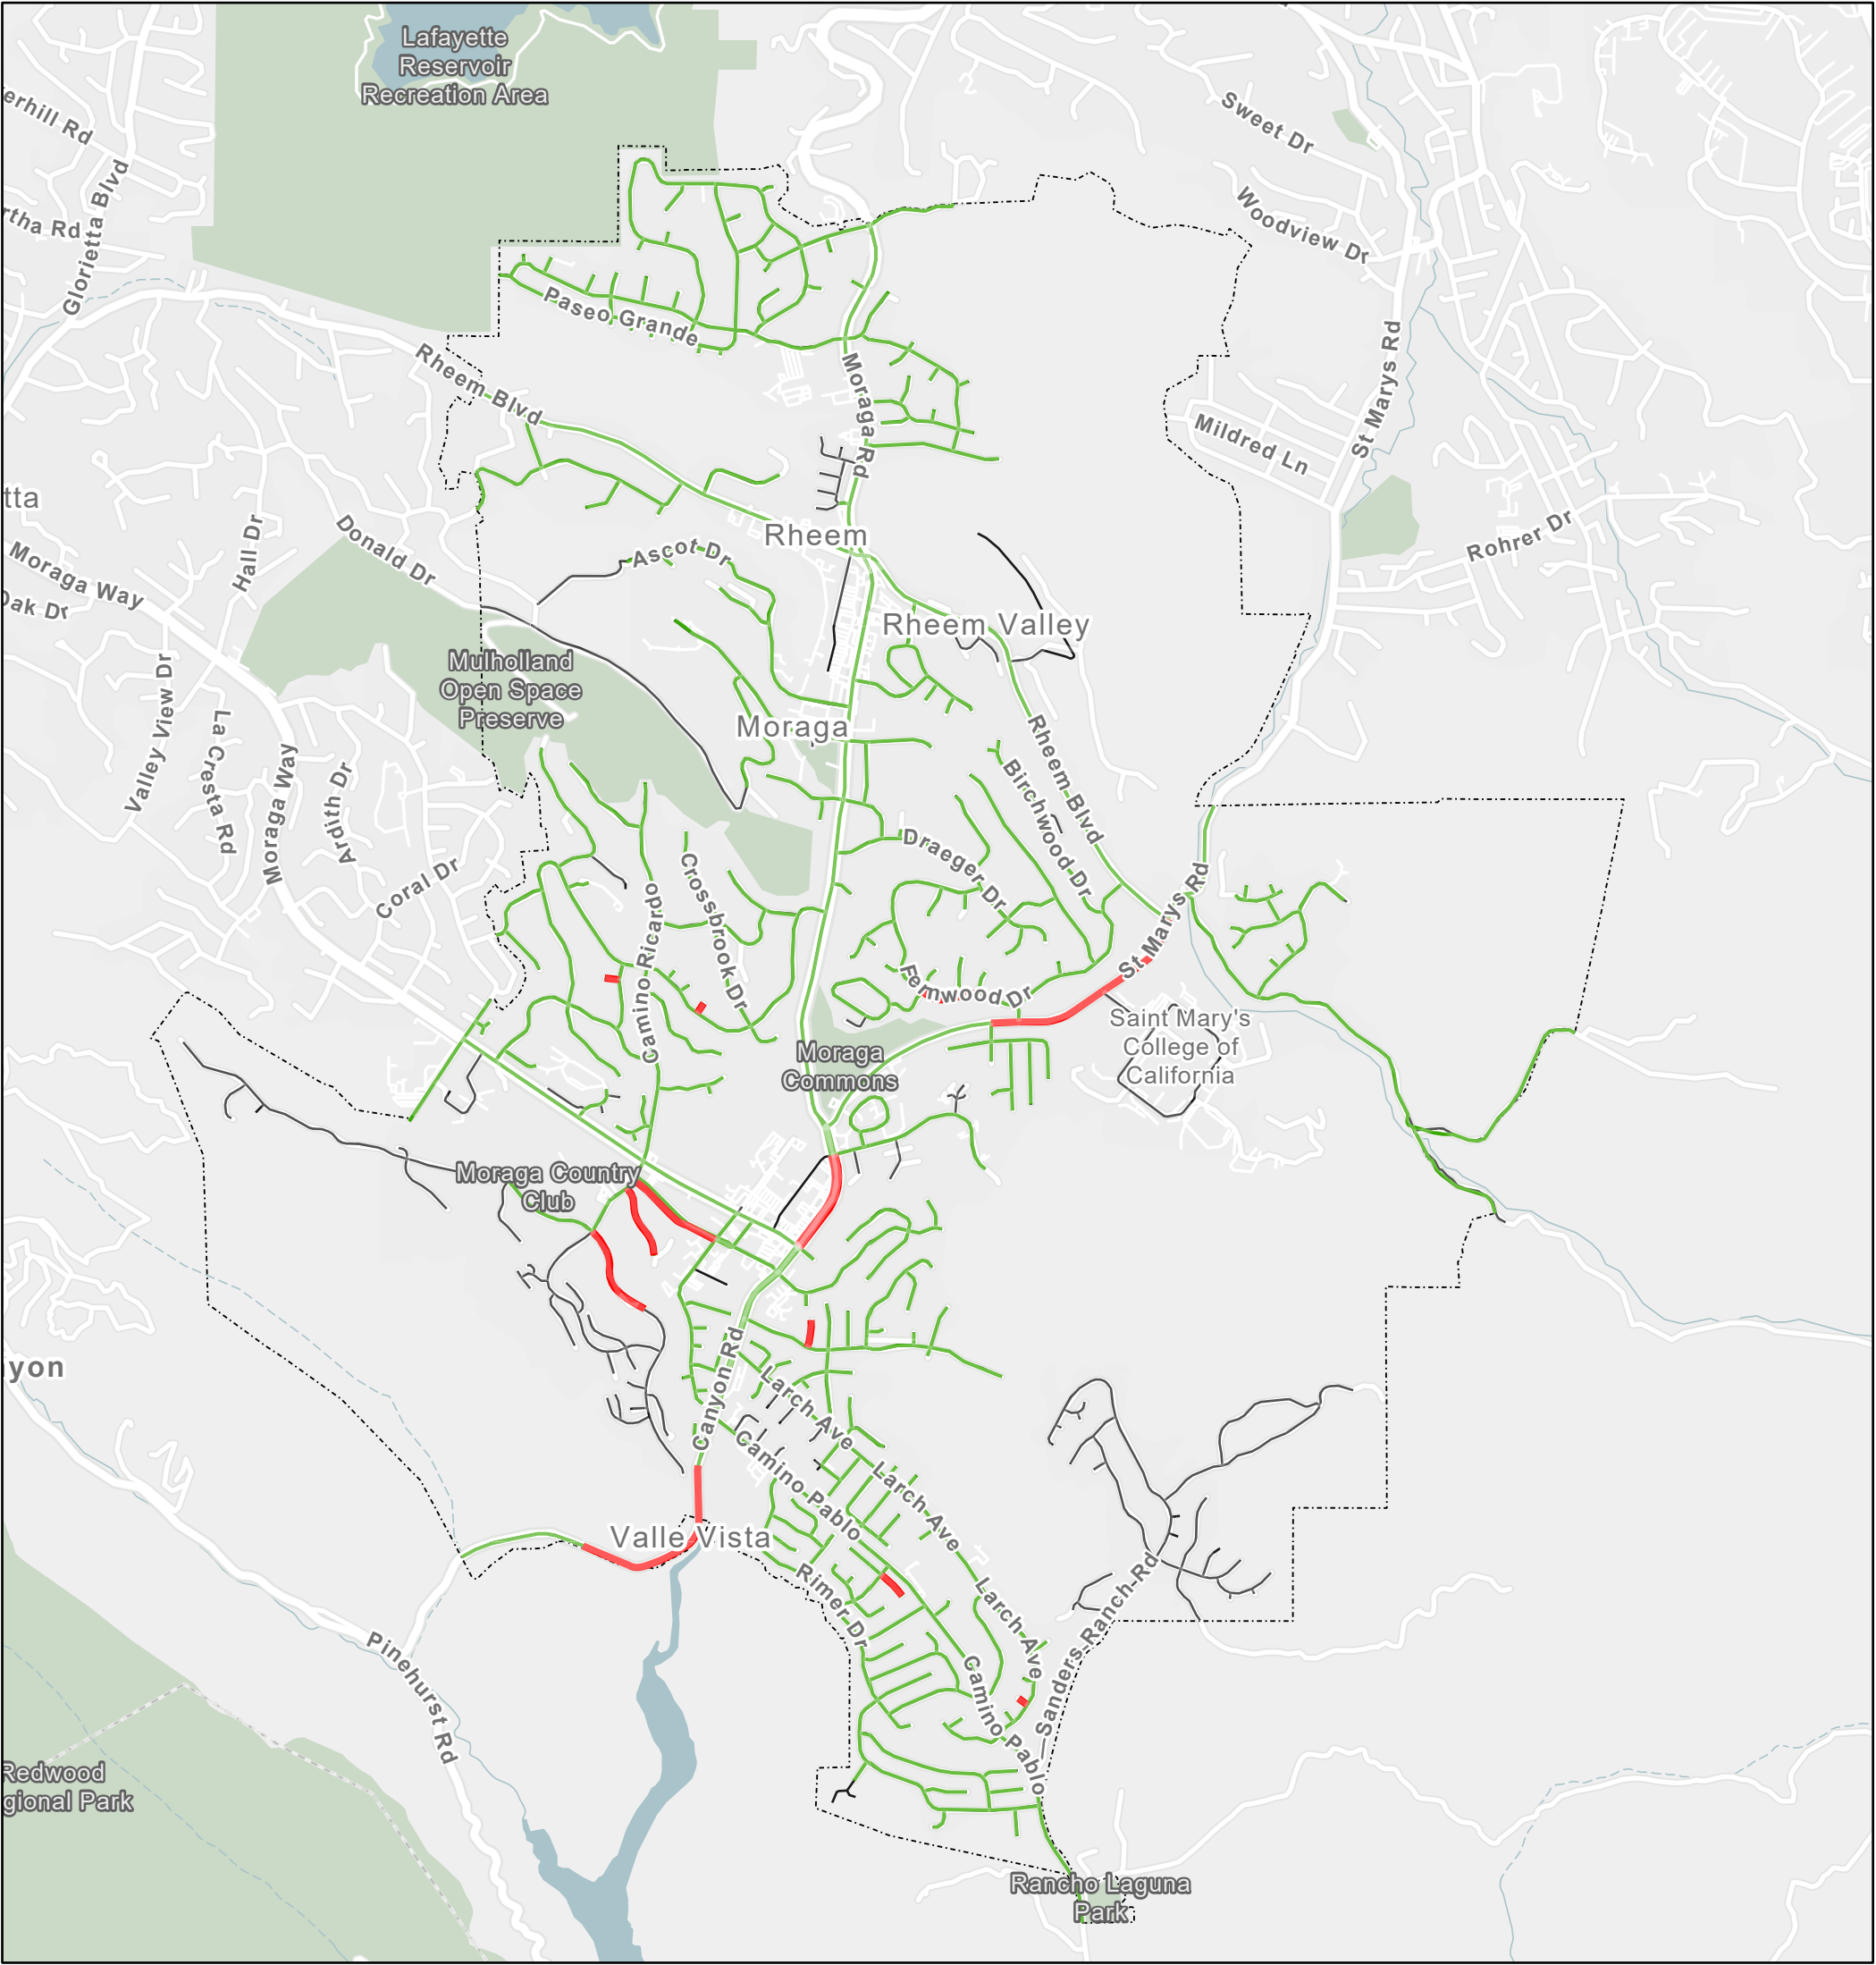 Lafayette
Reservoir
Recreation Area
erhill Rd
Glorietta Blvd
rtha Rd
Sweet Dr
Woodview Dr
Paseo Grande
Rheem Blvd
Moraga Rd
St Marys Rd
Mildred Ln
tta
Rohrer Dr
Donald Dr
Hall Dr
Moraga Way
Oak Dr
Rheem
Ascot Dr
Rheem Valley
Mulholland
Open Space
Preserve
Valley View Dr
La Cresta Rd
Moraga Way
Ardith Dr
Coral Dr
Moraga
Rheem Blvd
Birchwood Dr
Draeger Dr
Crossbrook Dr
Camino Ricardo
St Marys Rd
Fernwood Dr
Saint Mary's
College of
California
Moraga
Commons
Moraga Country
Club
yon
Canyon Rd
Larch Ave
Camino Pablo
Larch Ave
Valle Vista
Rimer Dr
Larch Ave
Sanders Ranch Rd
Camino Pablo
Pinehurst Rd
Redwood
gional Park
Rancho Laguna
Park